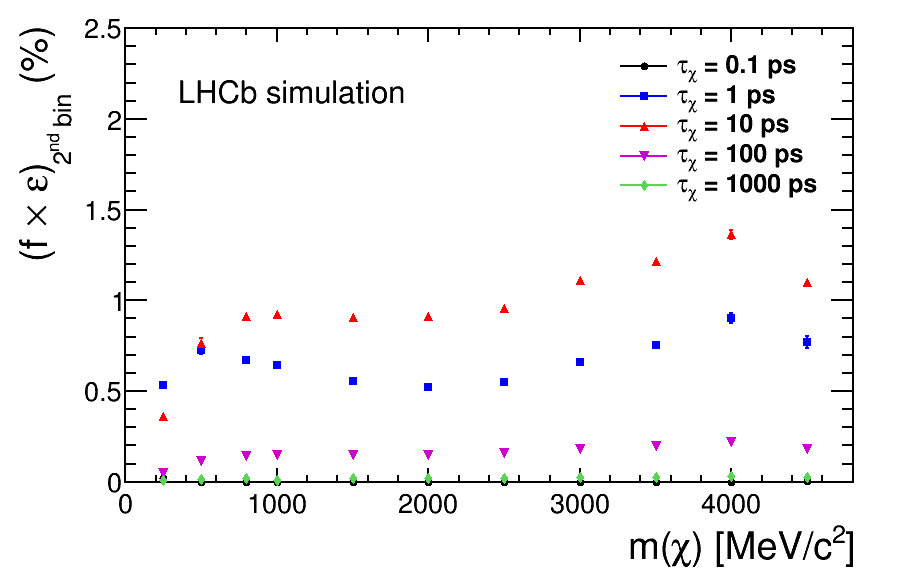 (f × ε)2nd bin (%)
2.5
2
1.5
1
0.5
0
LHCb simulation
τχ = 0.1 ps
τχ = 1 ps
τχ = 10 ps
τχ = 100 ps
τχ = 1000 ps
0 1000 2000 3000 4000
m(χ) [MeV/c2]